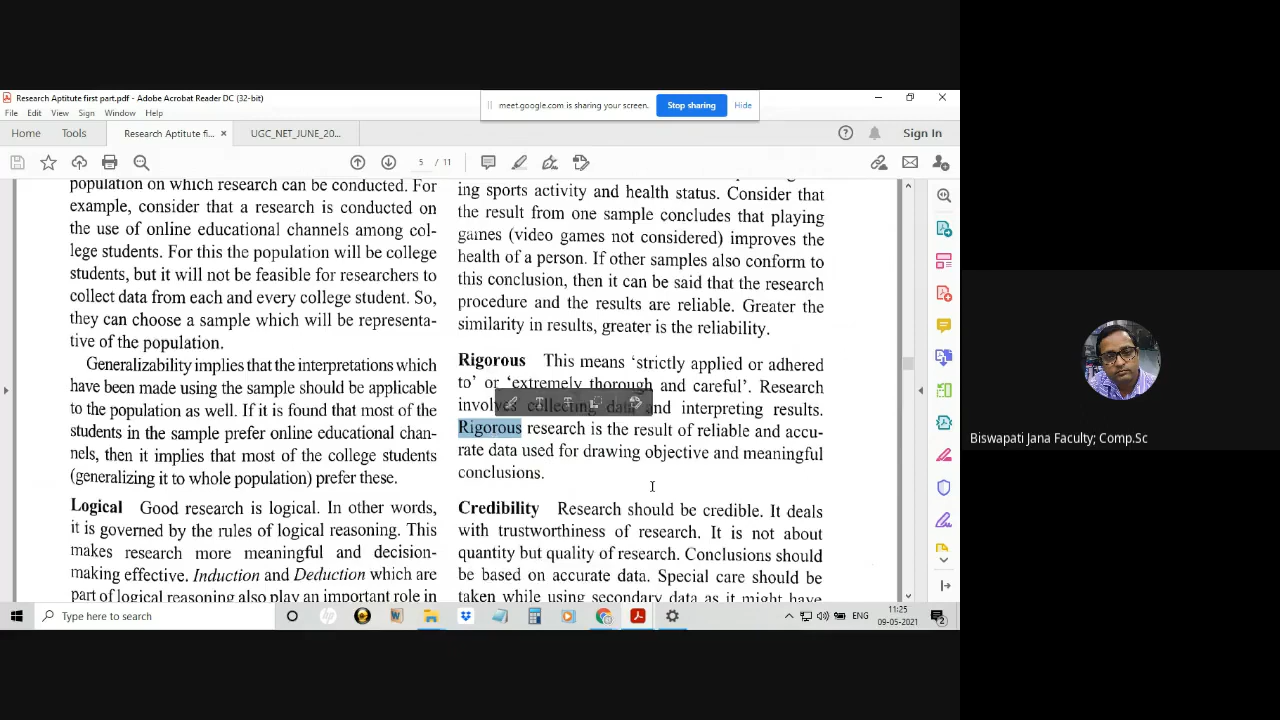 Research Aptitute first part.pdf - Adobe Acrobat Reader DC (32-bit)
meet.google.com is sharing your screen.
Stop sharing
Hide
File Edit View Sign Window Help
Home Tools Research Aptitute fi... × UGC_NET_JUNE_20... Sign In
5 / 11
population on which research can be conducted. For
example, consider that a research is conducted on
the use of online educational channels among col-
lege students. For this the population will be college
students, but it will not be feasible for researchers to
collect data from each and every college student. So,
they can choose a sample which will be representa-
tive of the population.
Generalizability implies that the interpretations which
have been made using the sample should be applicable
to the population as well. If it is found that most of the
students in the sample prefer online educational chan-
nels, then it implies that most of the college students
(generalizing it to whole population) prefer these.
Logical Good research is logical. In other words,
it is governed by the rules of logical reasoning. This
makes research more meaningful and decision-
making effective. Induction and Deduction which are
part of logical reasoning also play an important role in
ing sports activity and health status. Consider that
the result from one sample concludes that playing
games (video games not considered) improves the
health of a person. If other samples also conform to
this conclusion, then it can be said that the research
procedure and the results are reliable. Greater the
similarity in results, greater is the reliability.
Rigorous This means ‘strictly applied or adhered
to’ or ‘extremely thorough and careful’. Research
involves collecting data and interpreting results.
Rigorous research is the result of reliable and accu-
rate data used for drawing objective and meaningful
conclusions.
Credibility Research should be credible. It deals
with trustworthiness of research. It is not about
quantity but quality of research. Conclusions should
be based on accurate data. Special care should be
taken while using secondary data as it might have
Biswapati Jana Faculty; Comp.Sc
Type here to search
ENG
11:25
09-05-2021
2